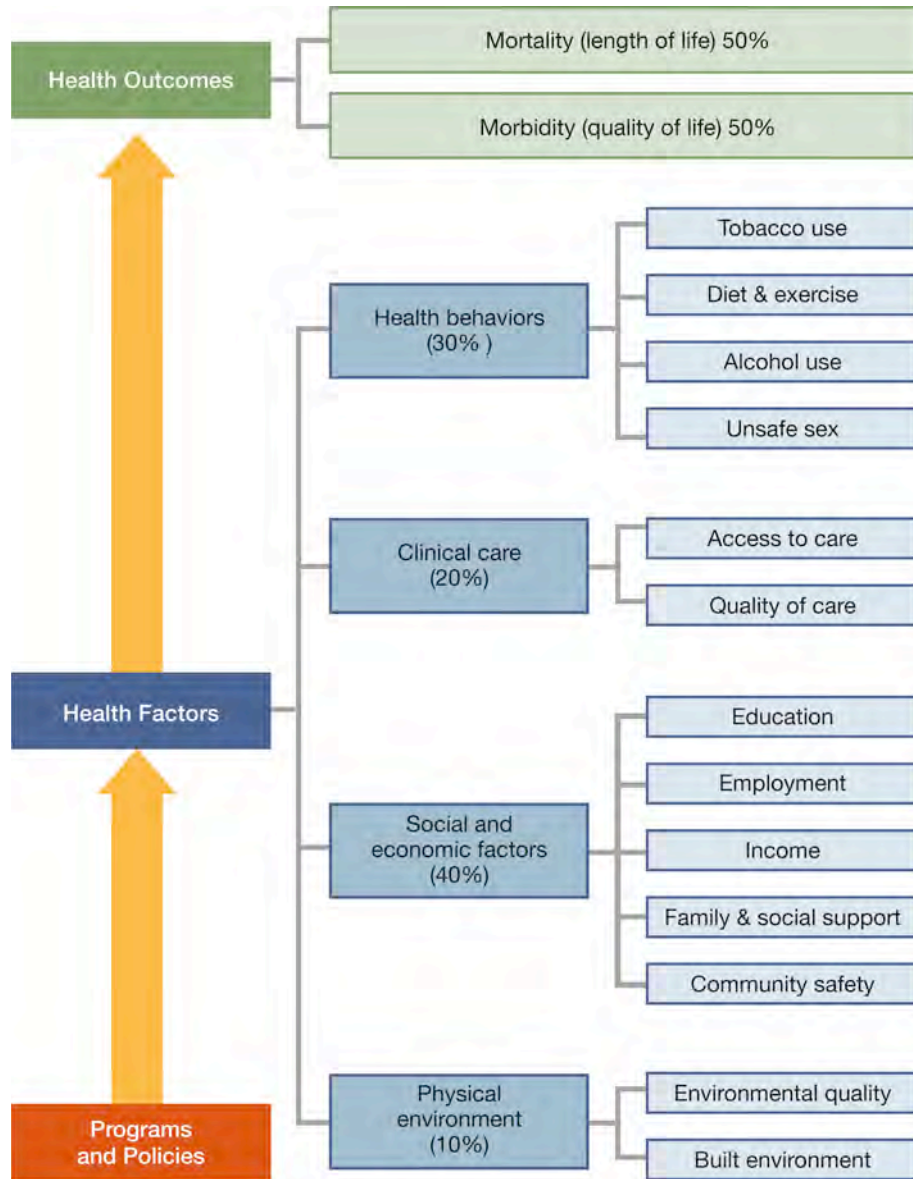 Health Outcomes
Mortality (length of life) 50%
Morbidity (quality of life) 50%
Health Factors
Health behaviors
(30% )
Tobacco use
Diet & exercise
Alcohol use
Unsafe sex
Clinical care
(20%)
Access to care
Quality of care
Social and
economic factors
(40%)
Education
Employment
Income
Family & social support
Community safety
Physical
environment
(10%)
Environmental quality
Built environment
Programs
and Policies